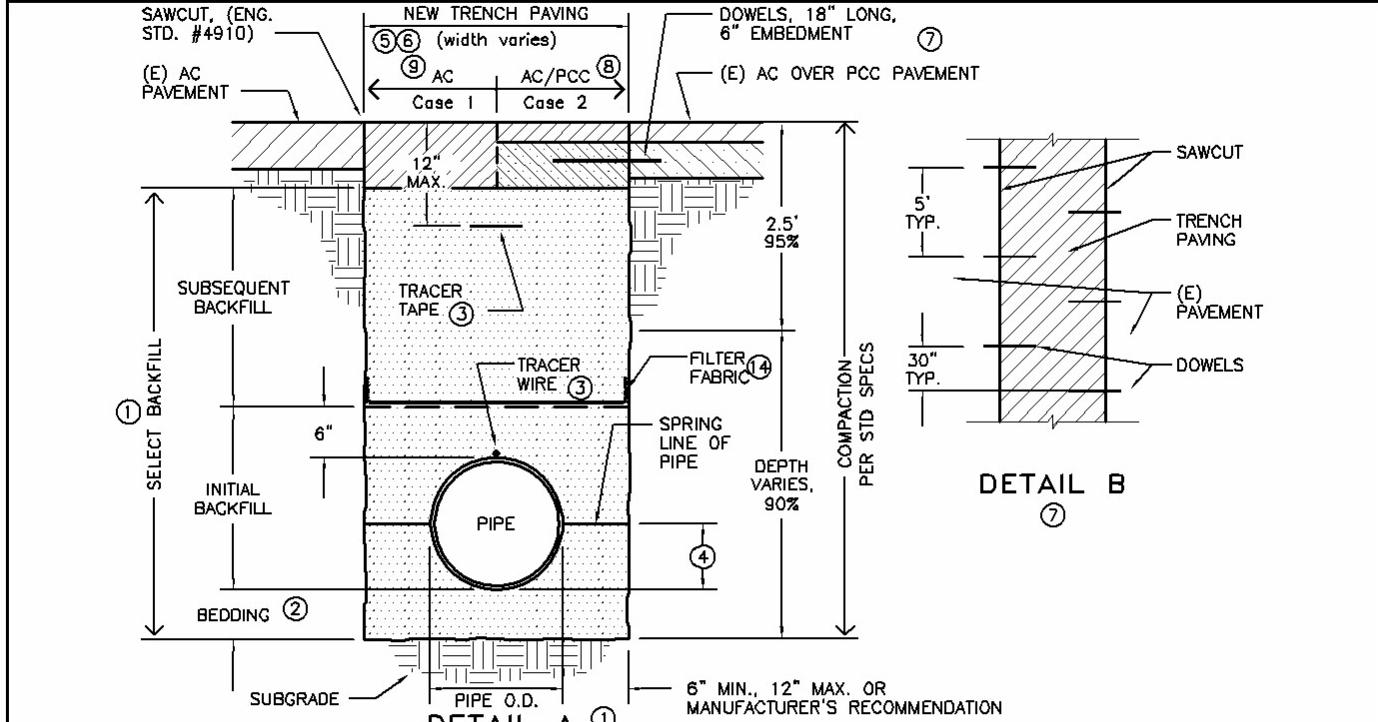 SAWCUT, (ENG.
STD. #4910)
NEW TRENCH PAVING
5 6 (width varies)
9 AC
AC/PCC 8
Case 1
Case 2
DOWELS, 18" LONG,
6" EMBEDMENT
7
(E) AC
PAVEMENT
(E) AC OVER PCC PAVEMENT
12"
MAX.
2.5'
95%
SUBSEQUENT
BACKFILL
TRACER
TAPE 3
TRACER
WIRE 3
FILTER
FABRIC 14
1
SELECT BACKFILL
6"
SPRING
LINE OF
PIPE
INITIAL
BACKFILL
PIPE
4
DEPTH
VARIES,
90%
COMPACTION
PER STD SPECS
BEDDING 2
SUBGRADE
PIPE O.D.
6" MIN., 12" MAX. OR
MANUFACTURER'S RECOMMENDATION
DETAIL A 1
SAWCUT
5'
TYP.
TRENCH
PAVING
(E)
PAVEMENT
30"
TYP.
DOWELS
DETAIL B
7